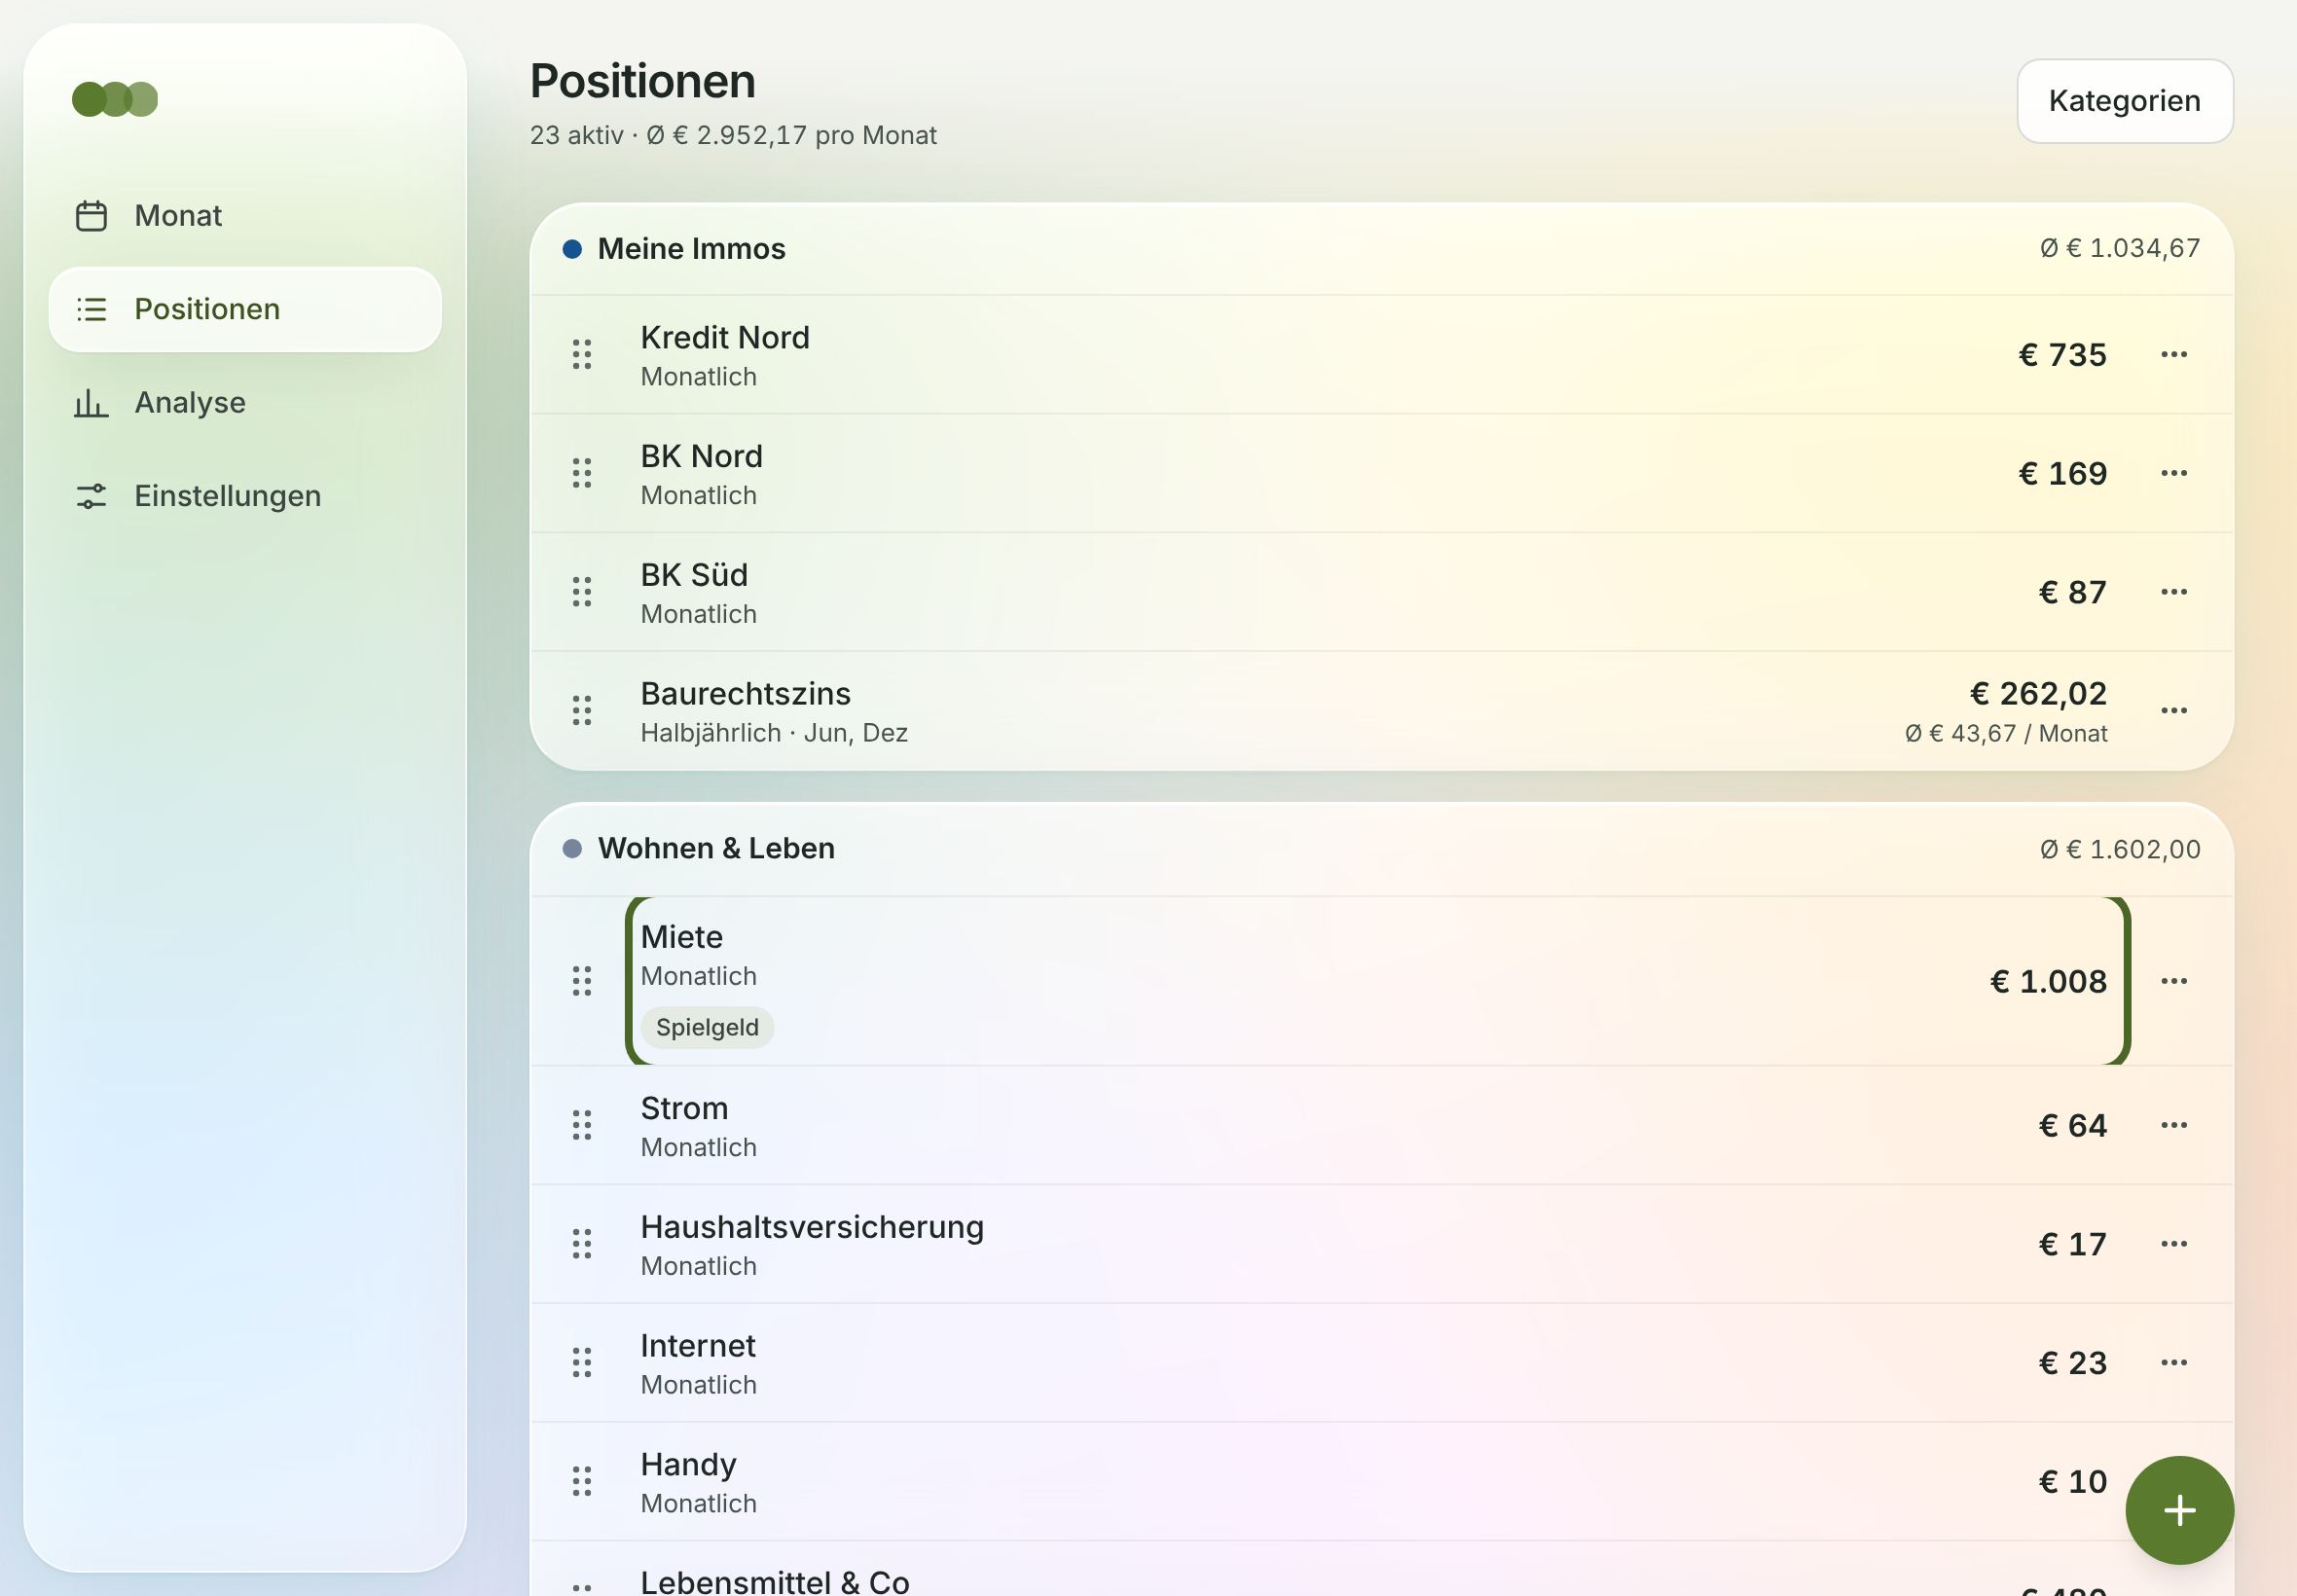 Monat
Positionen
Analyse
Einstellungen
Positionen
23 aktiv · Ø € 2.952,17 pro Monat
Kategorien
Meine Immos
Ø € 1.034,67
Kredit Nord
Monatlich
€ 735
BK Nord
Monatlich
€ 169
BK Süd
Monatlich
€ 87
Baurechtszins
Halbjährlich · Jun, Dez
€ 262,02
Ø € 43,67 / Monat
Wohnen & Leben
Ø € 1.602,00
Miete
Monatlich
Spielgeld
€ 1.008
Strom
Monatlich
€ 64
Haushaltsversicherung
Monatlich
€ 17
Internet
Monatlich
€ 23
Handy
Monatlich
€ 10
Lebensmittel & Co